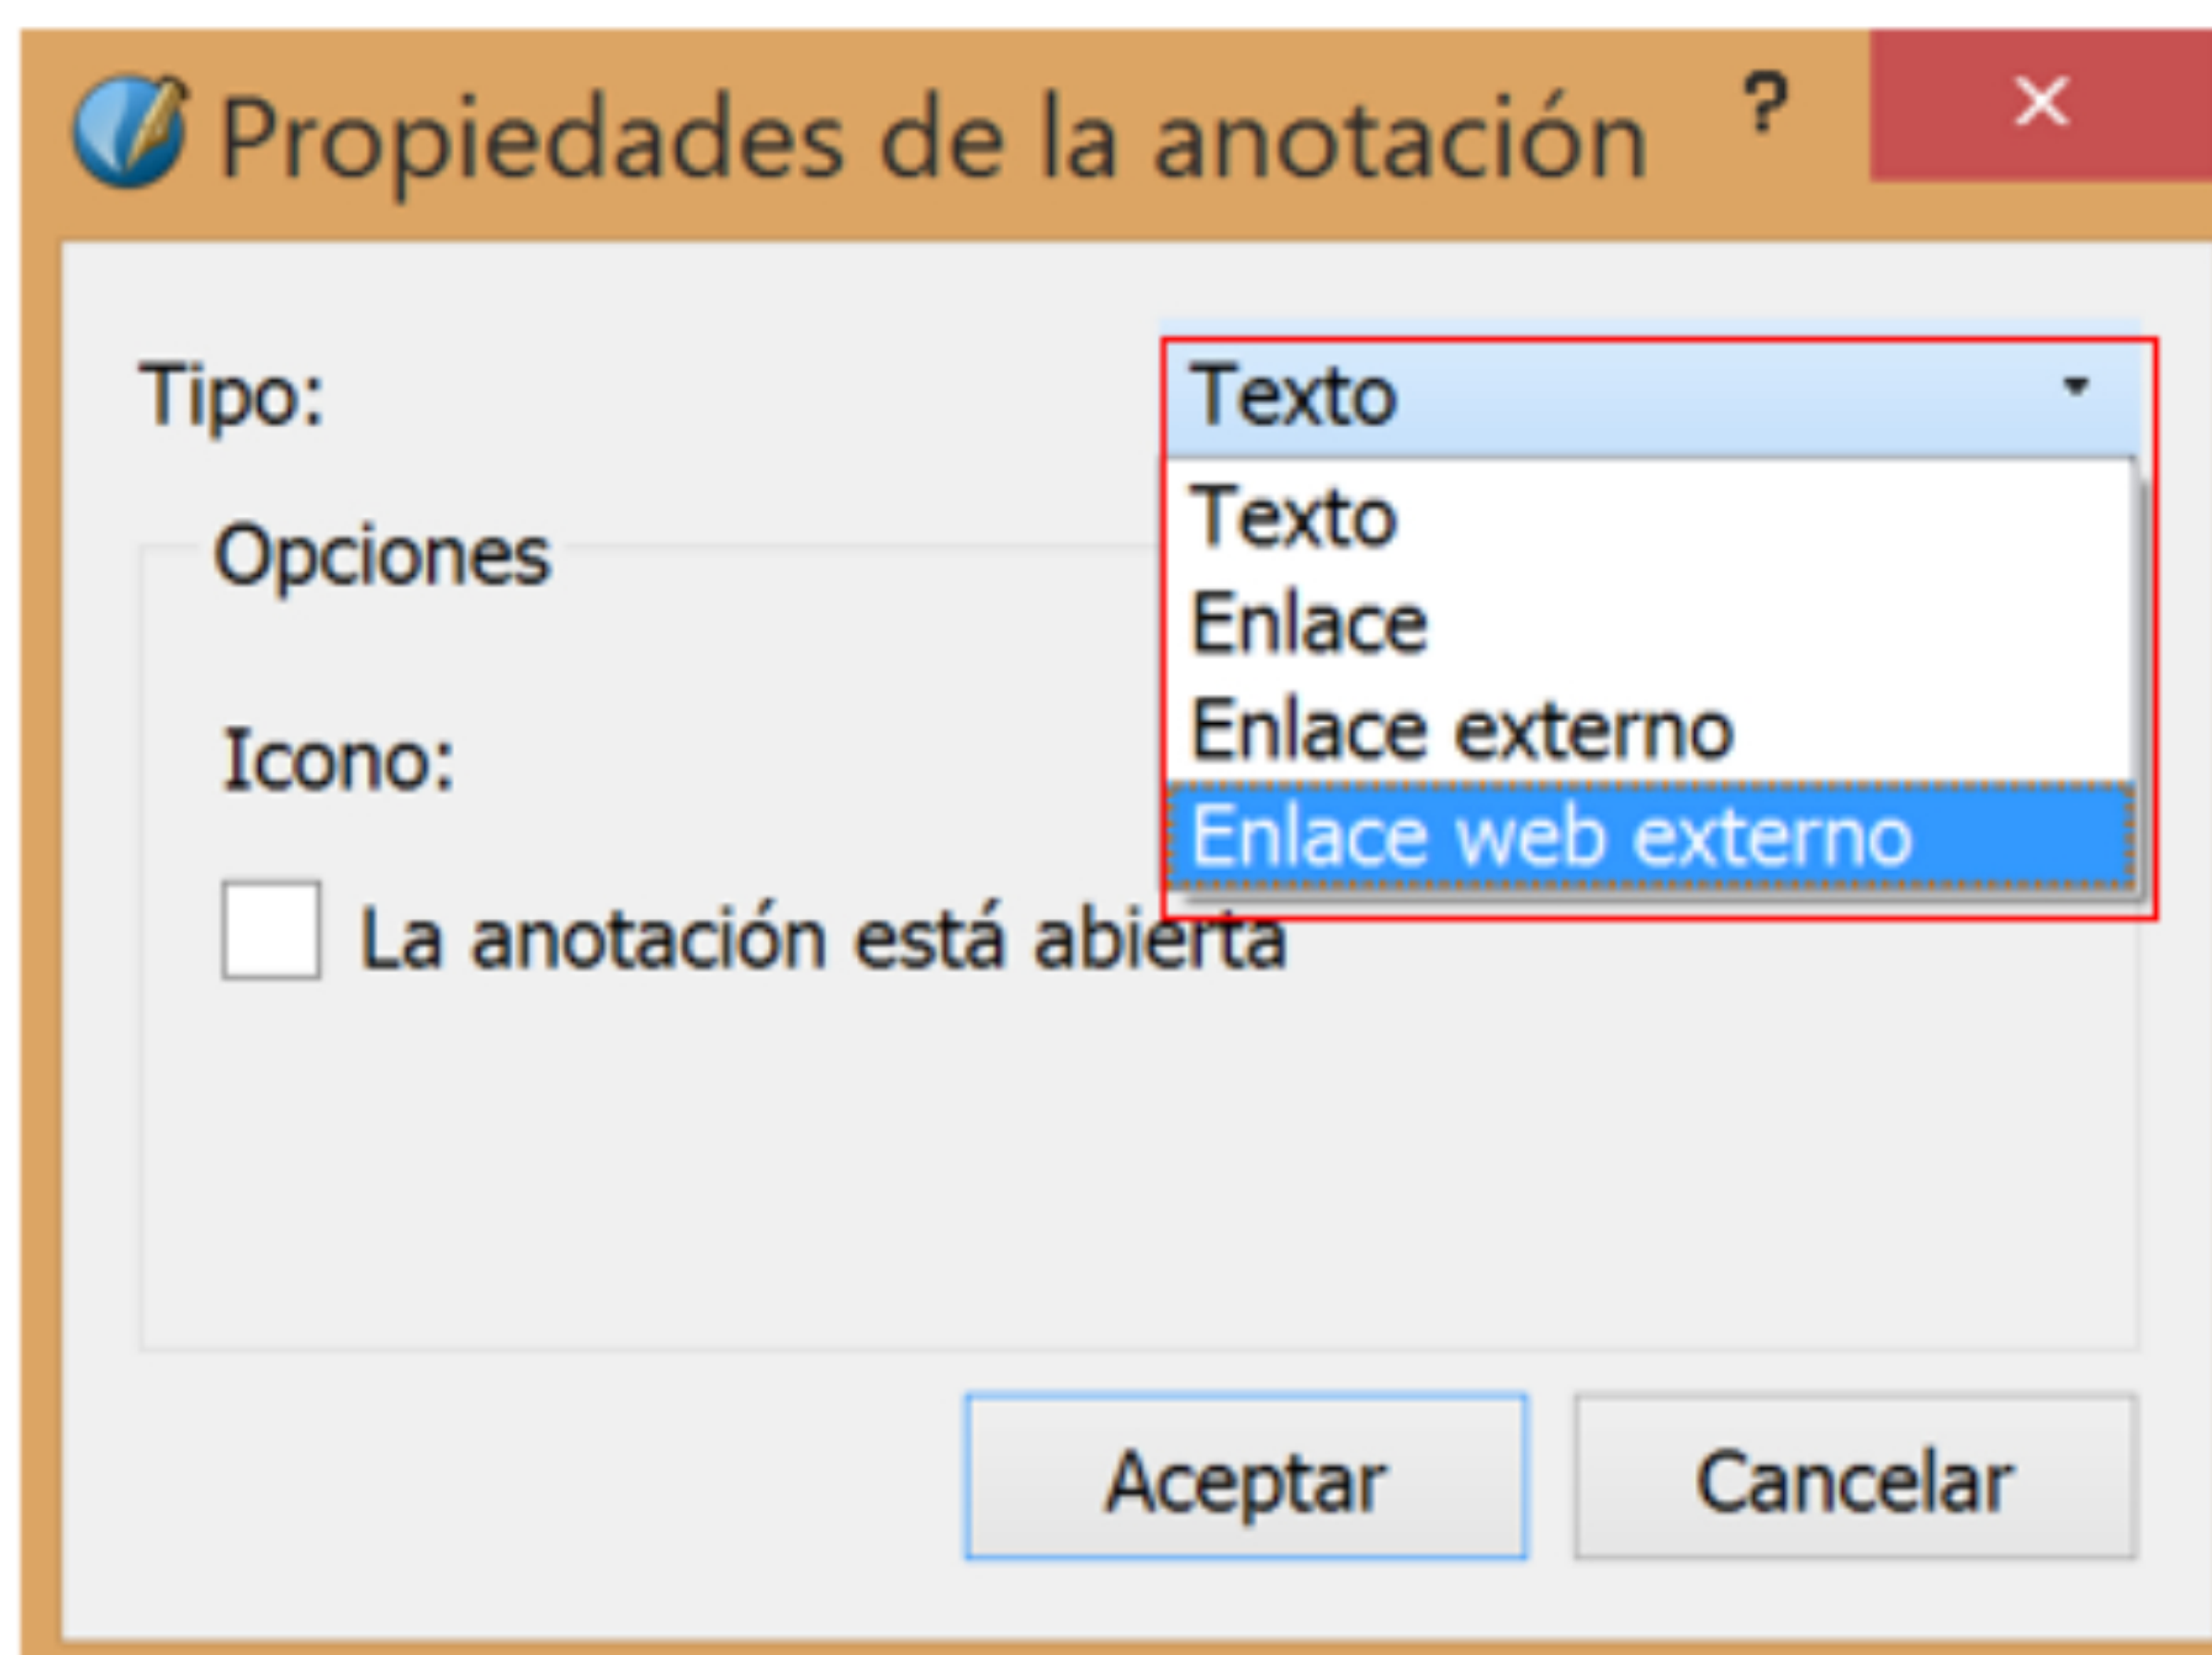 Propiedades de la anotación ? ×
Tipo: Texto
Texto
Opciones
Enlace
Enlace externo
Icono:
Enlace web externo
La anotación está abierta
Aceptar Cancelar